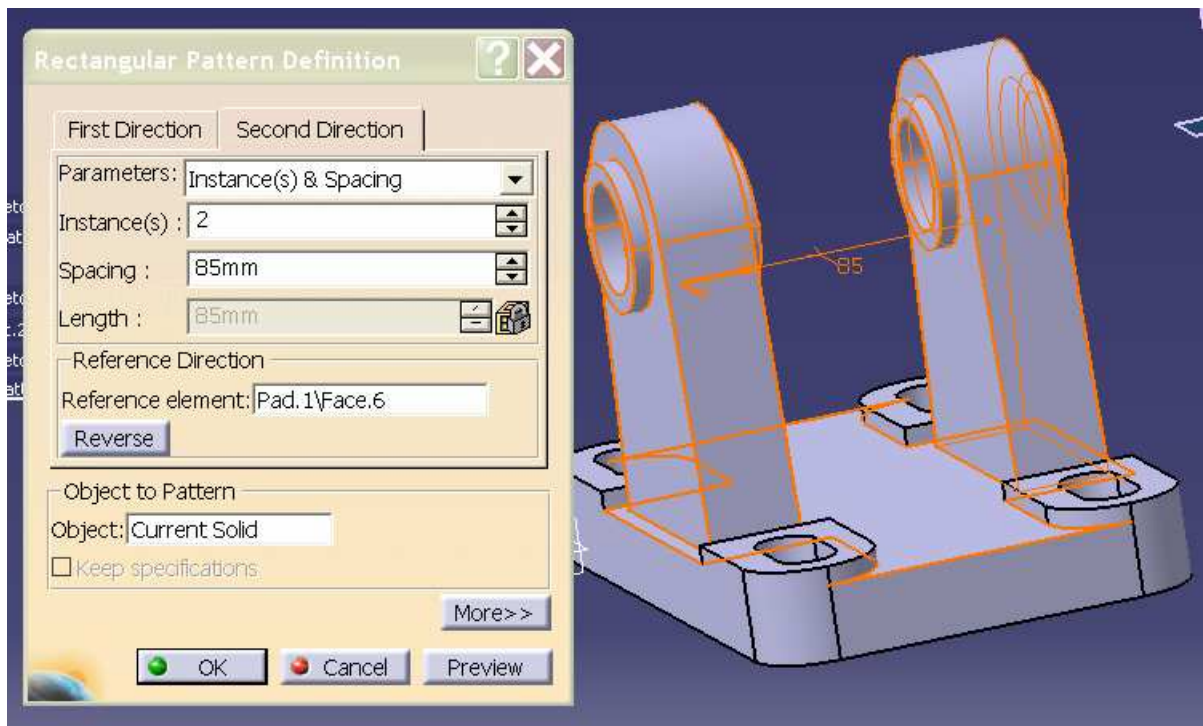 Rectangular Pattern Definition
First Direction Second Direction
Parameters: Instance(s) & Spacing
Instance(s) : 2
Spacing : 85mm
Length : 85mm
Reference Direction
Reference element: Pad.1\Face.6
Reverse
Object to Pattern
Object: Current Solid
Keep specifications
More>>
OK Cancel Preview
85